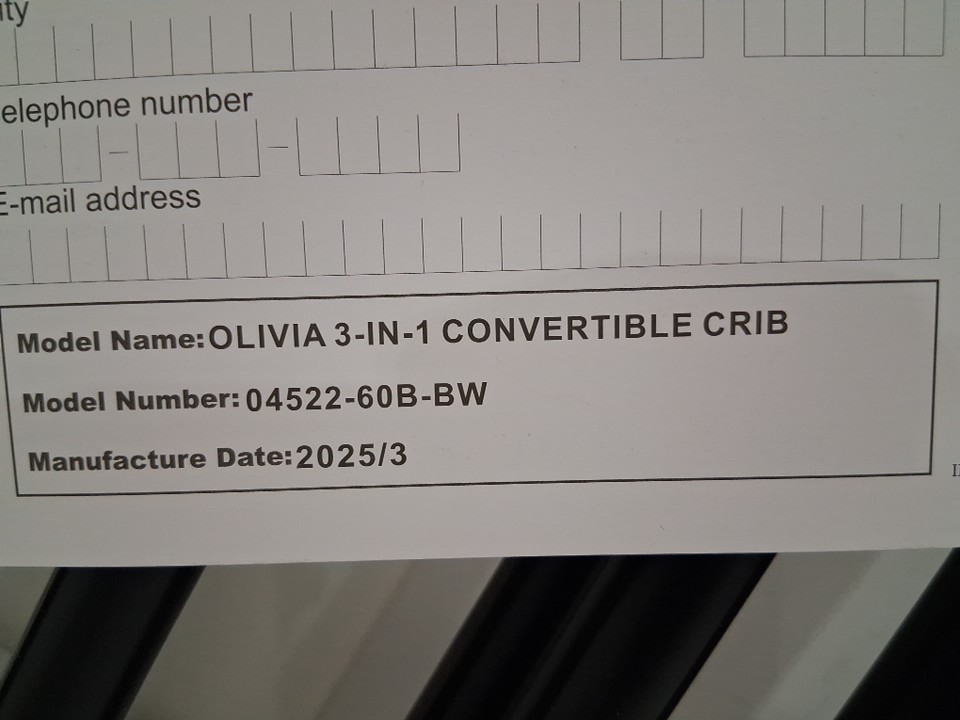 elephone number
E-mail address
Model Name:OLIVIA 3-IN-1 CONVERTIBLE CRIB
Model Number:04522-60B-BW
Manufacture Date:2025/3